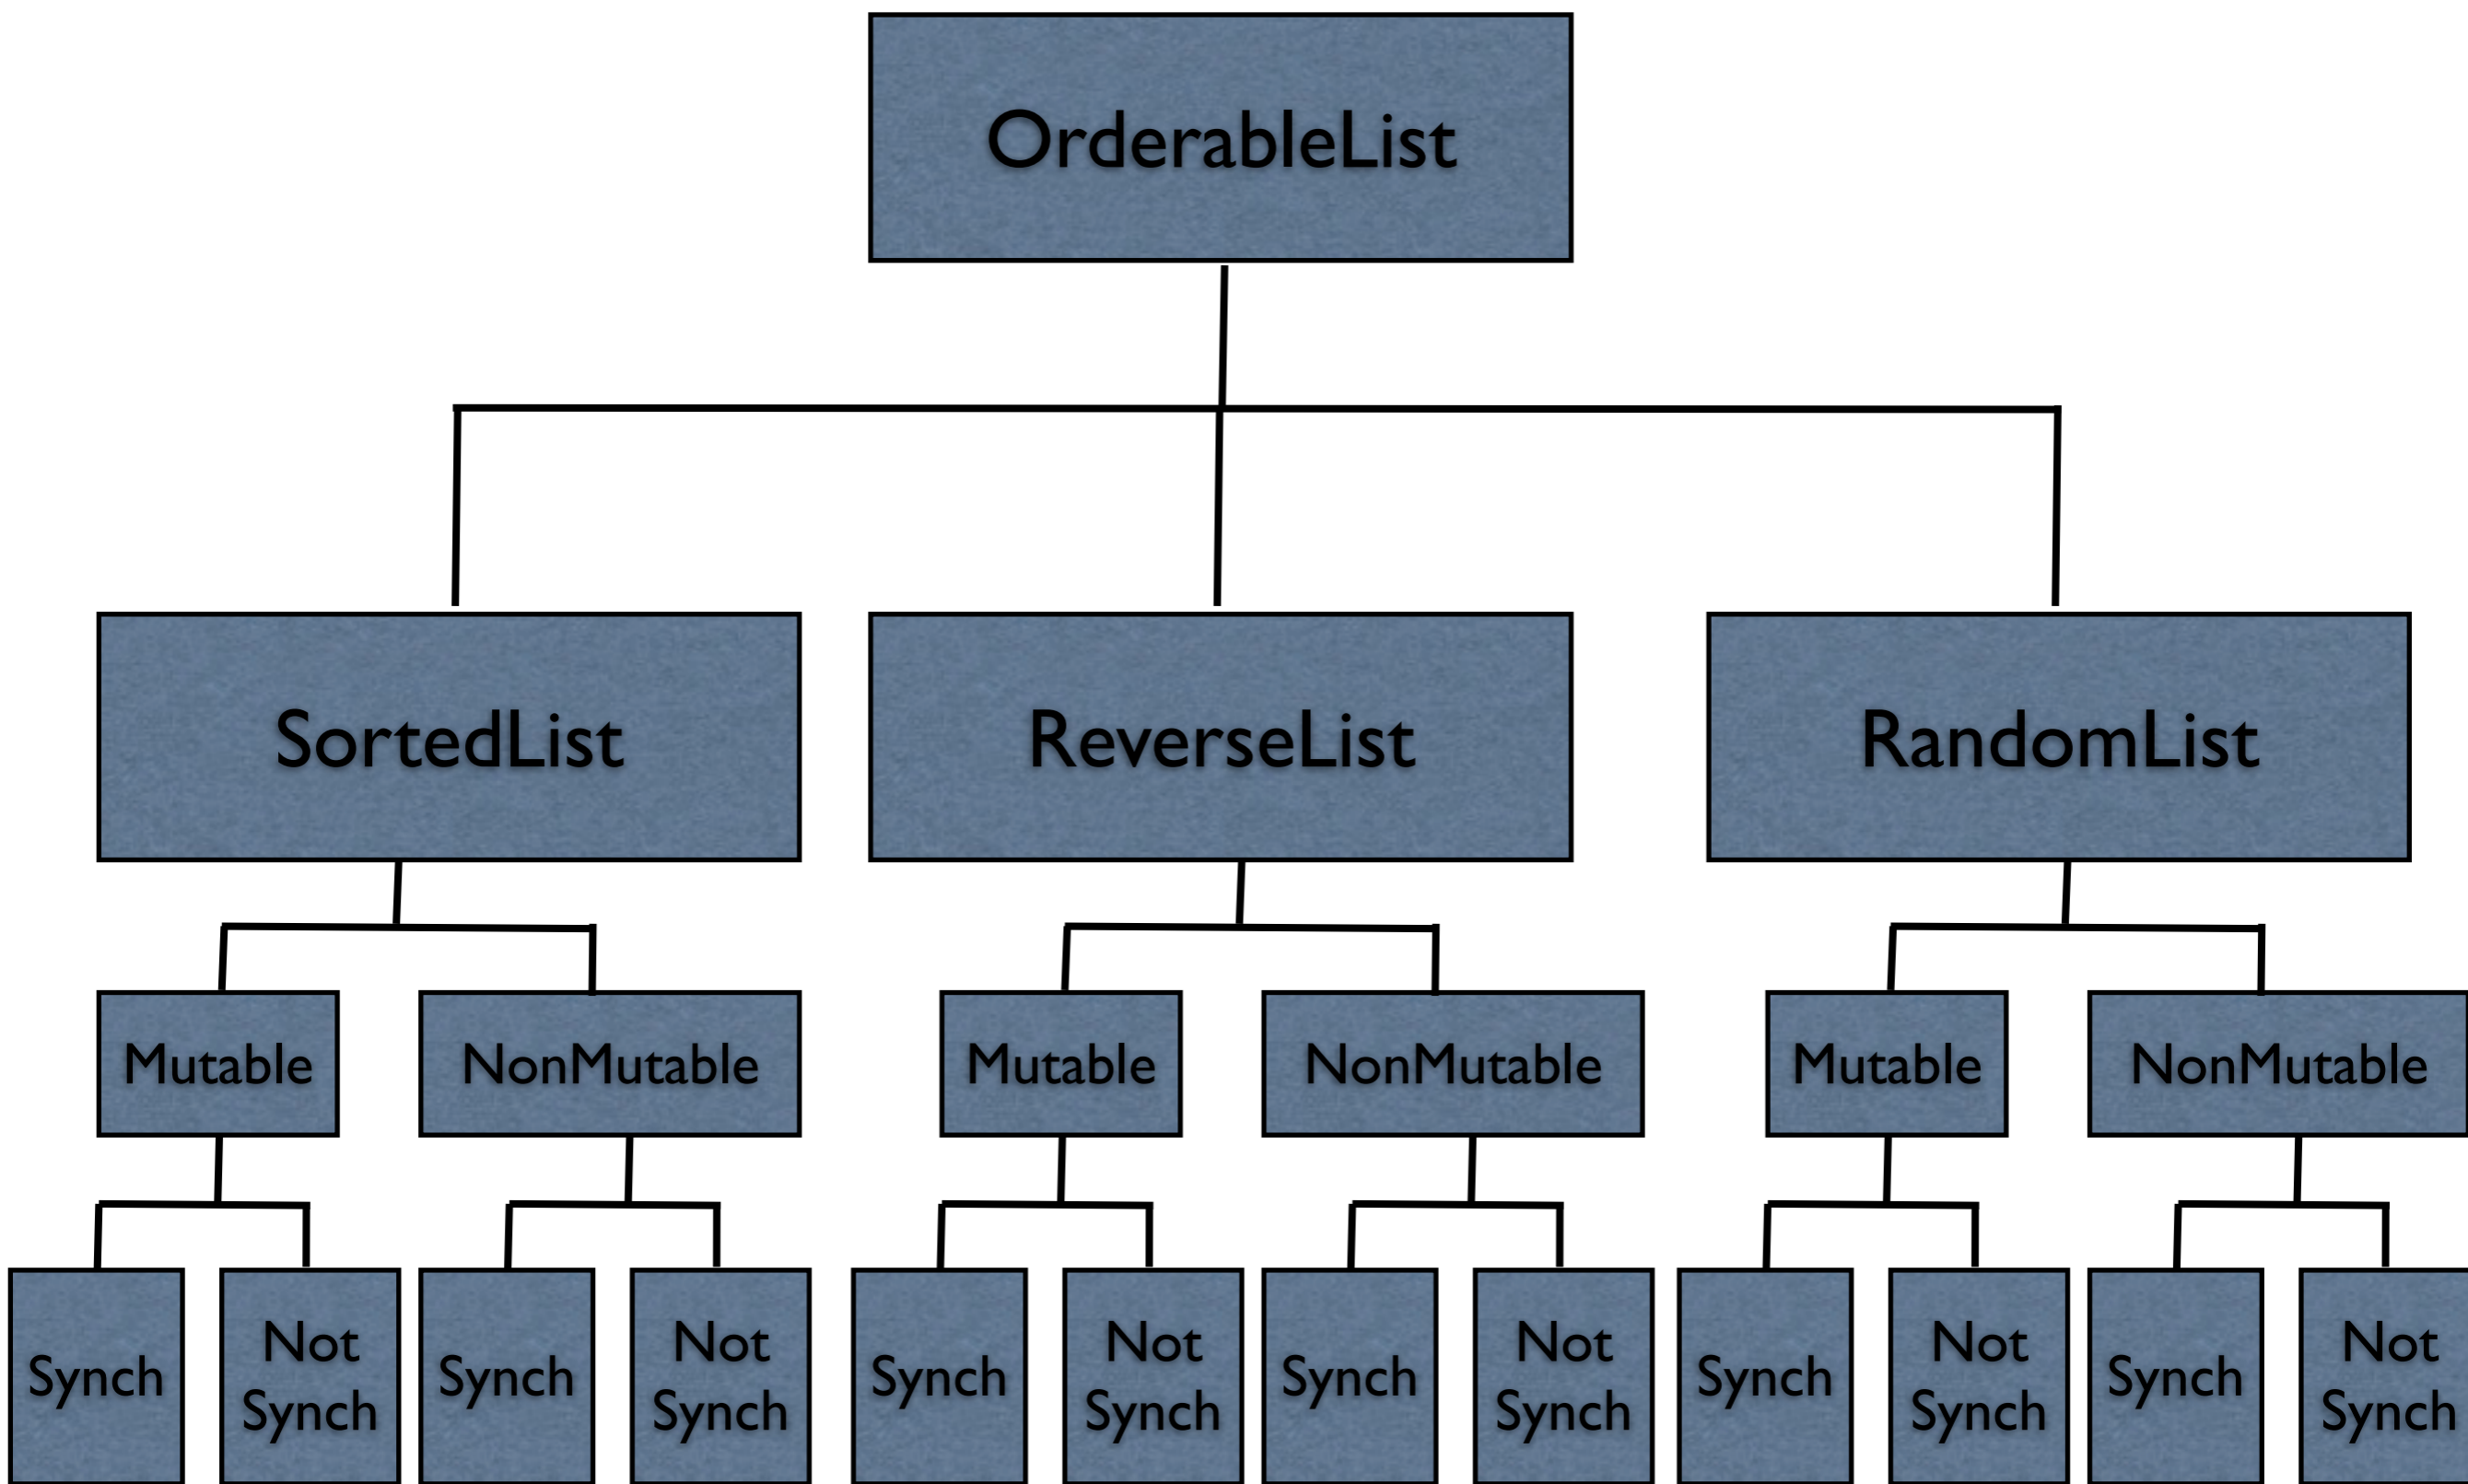 OrderableList
SortedList
ReverseList
RandomList
Mutable
NonMutable
Mutable
NonMutable
Mutable
NonMutable
Synch
Not
Synch
Synch
Not
Synch
Synch
Not
Synch
Synch
Not
Synch
Synch
Not
Synch
Synch
Not
Synch